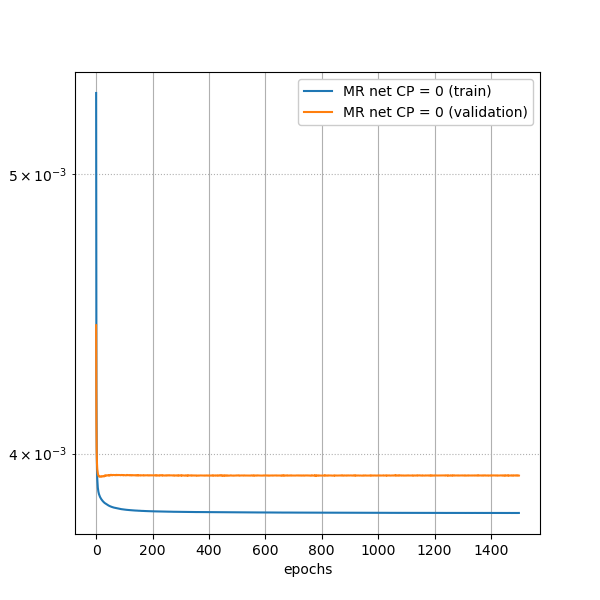 MR net CP = 0 (train)
MR net CP = 0 (validation)
5 × 10⁻³
4 × 10⁻³
0 200 400 600 800 1000 1200 1400
epochs